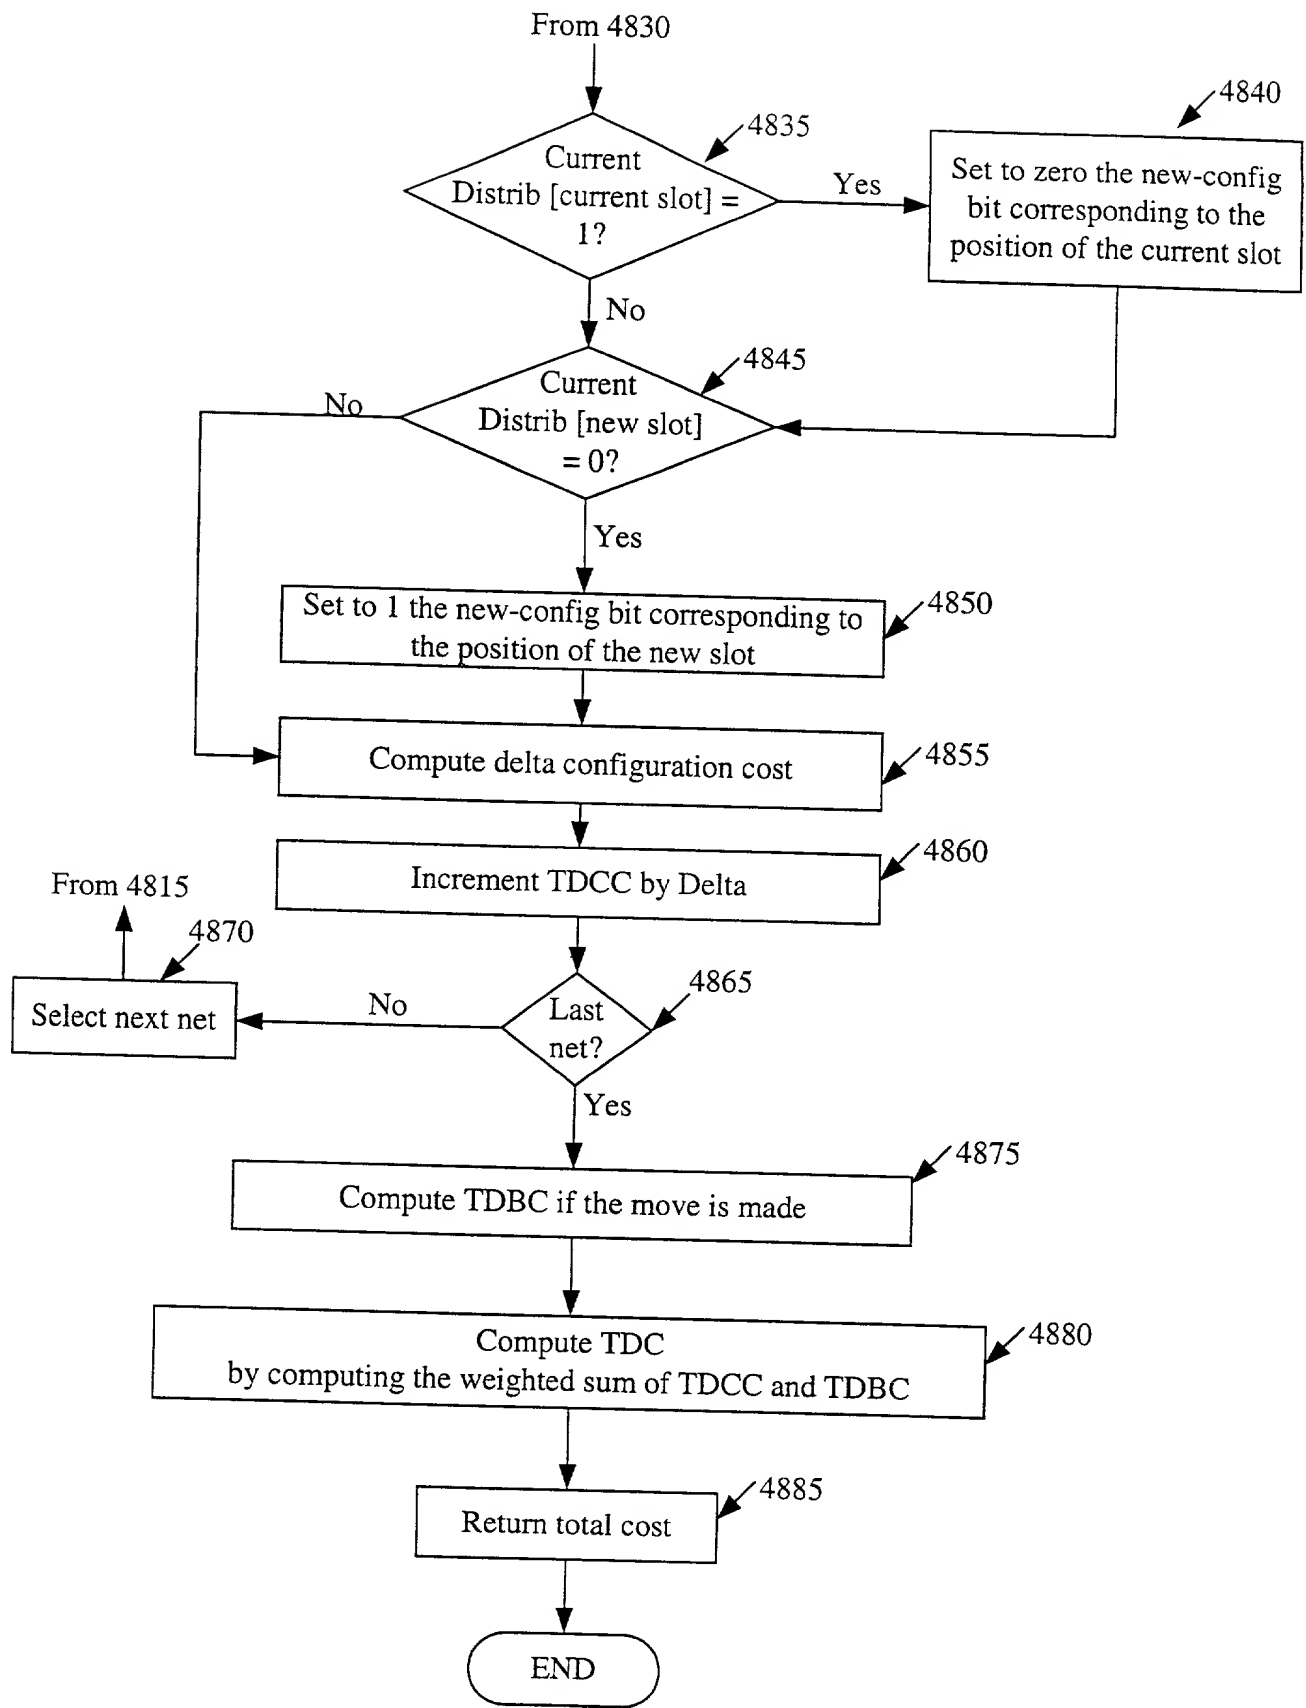 From 4830
4840
4835
Current
Distrib [current slot] =
1?
Yes
Set to zero the new-config
bit corresponding to the
position of the current slot
No
4845
Current
Distrib [new slot]
= 0?
No
Yes
4850
Set to 1 the new-config bit corresponding to
the position of the new slot
4855
Compute delta configuration cost
4860
Increment TDCC by Delta
From 4815
4870
Select next net
No
4865
Last
net?
Yes
4875
Compute TDBC if the move is made
4880
Compute TDC
by computing the weighted sum of TDCC and TDBC
4885
Return total cost
END